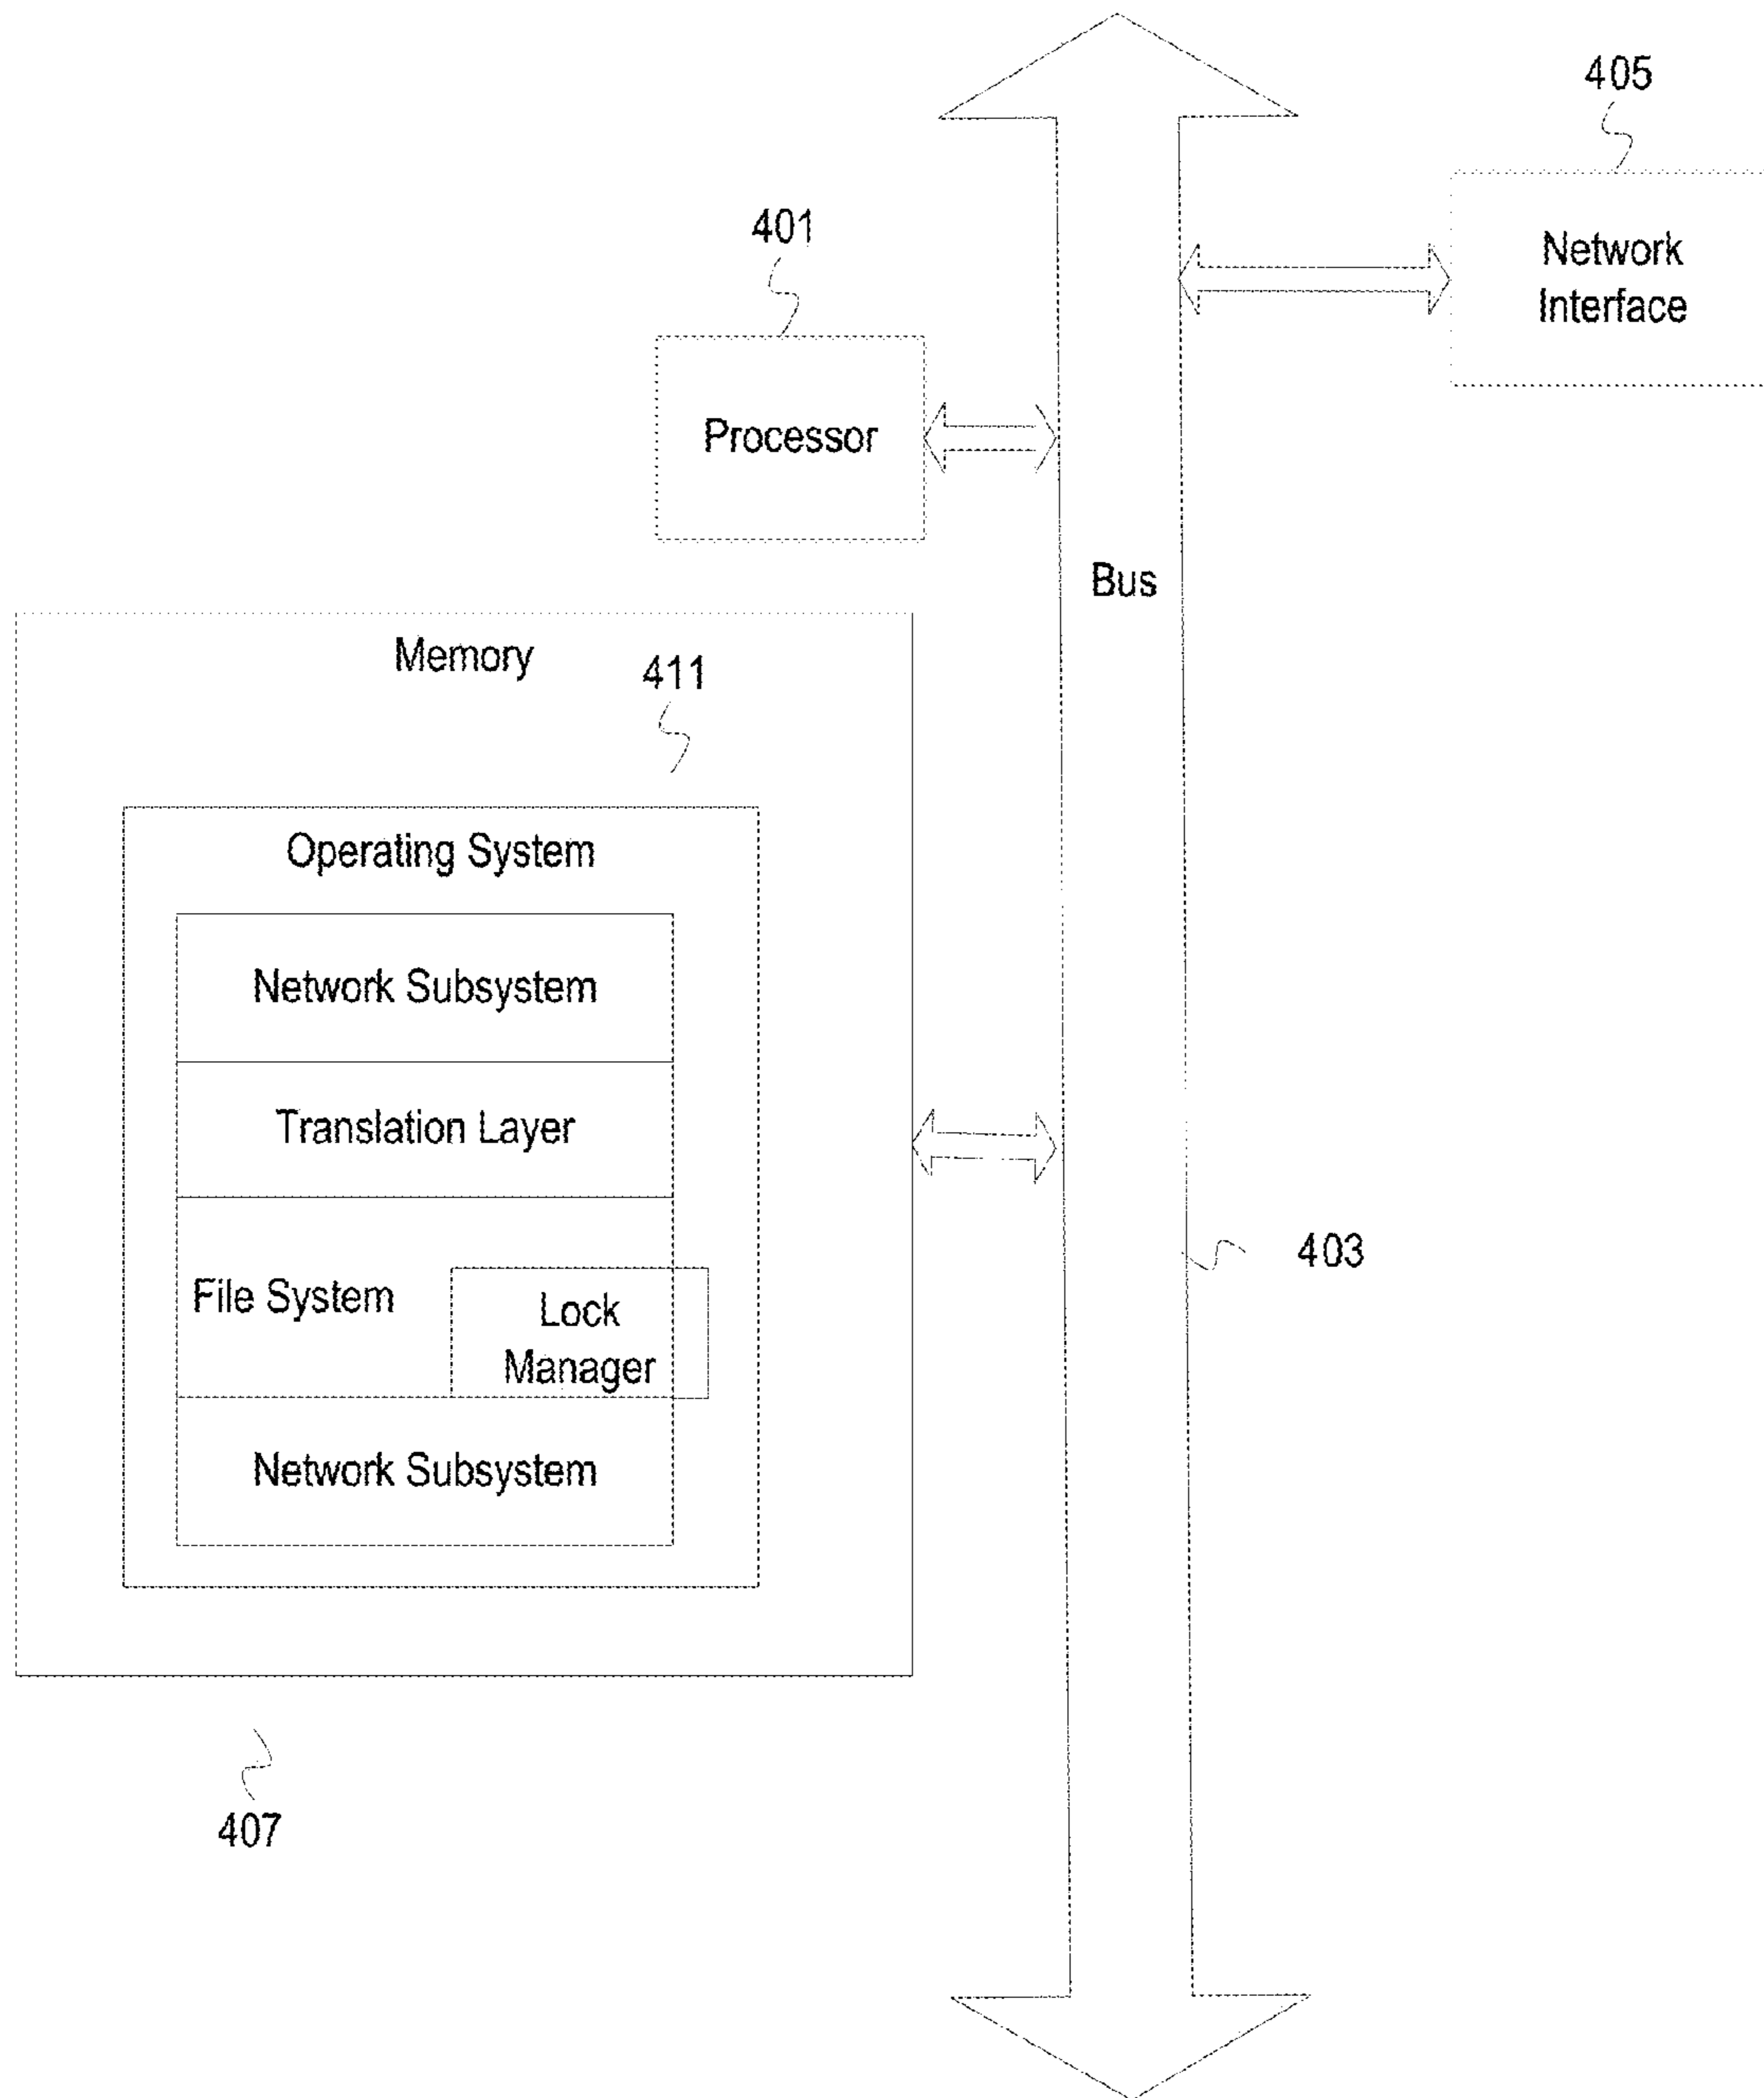 405
401
Network
Interface
Processor
Bus
Memory
411
Operating System
Network Subsystem
Translation Layer
403
File System
Lock
Manager
Network Subsystem
407